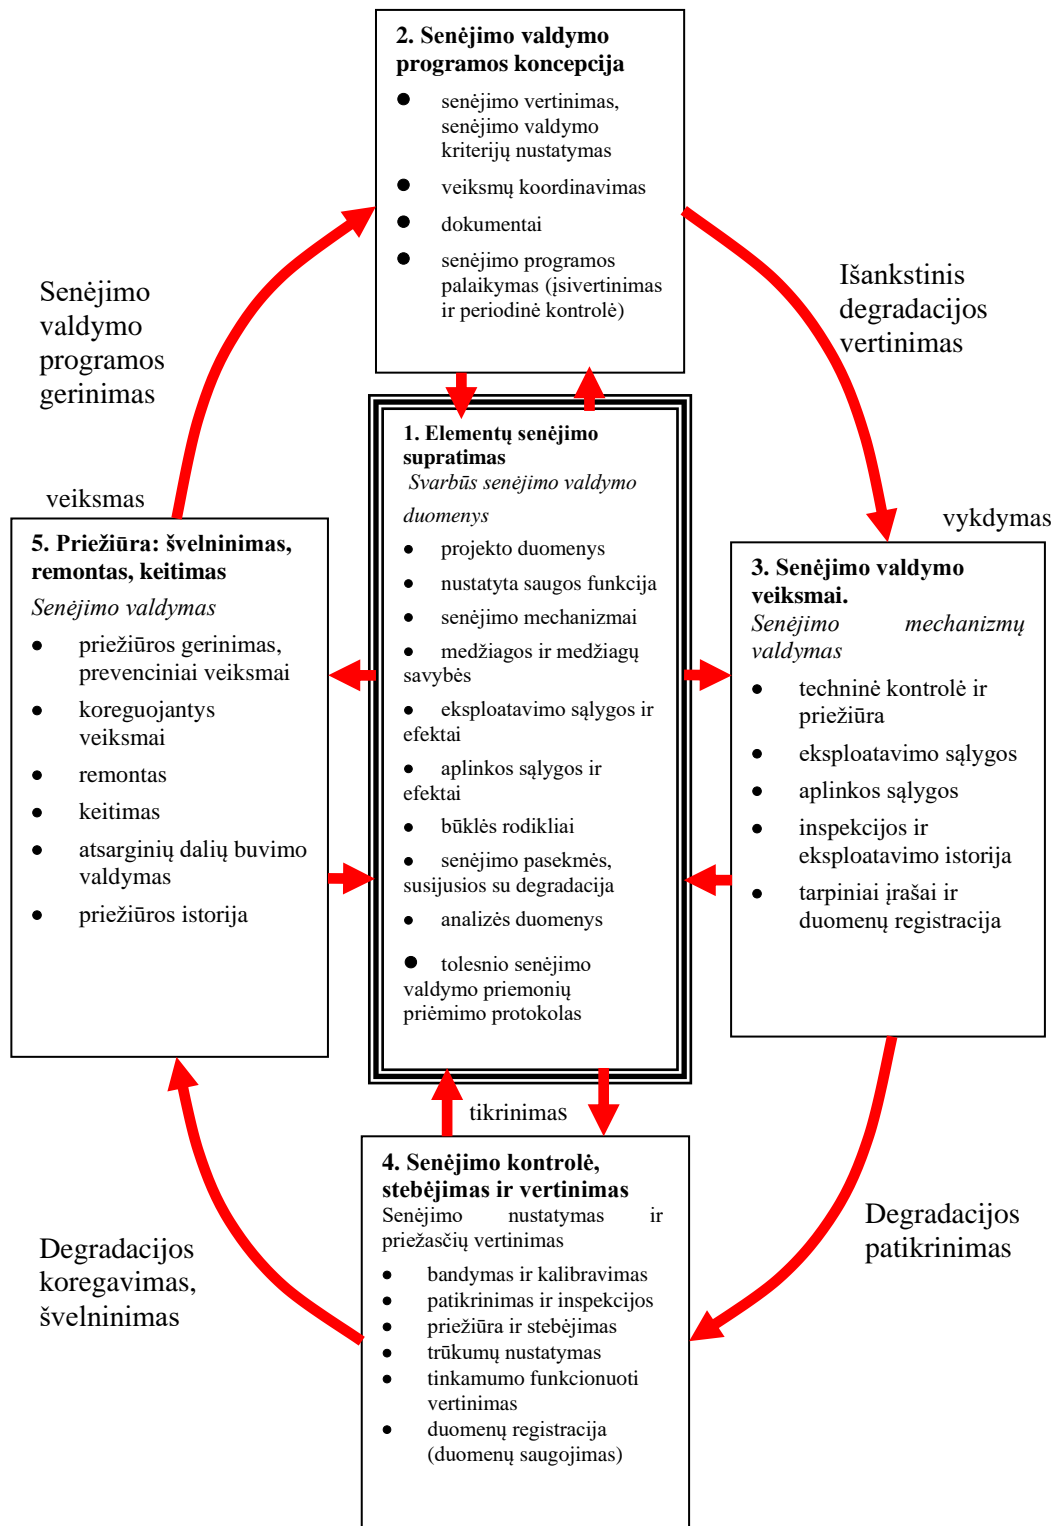 2. Senėjimo valdymo
programos koncepcija
● senėjimo vertinimas,
senėjimo valdymo
kriterijų nustatymas
● veiksmų koordinavimas
● dokumentai
● senėjimo programos
palaikymas (įsivertinimas
ir periodinė kontrolė)
Senėjimo
valdymo
programos
gerinimas
Išankstinis
degradacijos
vertinimas
1. Elementų senėjimo
supratimas
Svarbūs senėjimo valdymo
duomenys
● projekto duomenys
● nustatyta saugos funkcija
● senėjimo mechanizmai
● medžiagos ir medžiagų
savybės
● eksploatavimo sąlygos ir
efektai
● aplinkos sąlygos ir
efektai
● būklės rodikliai
● senėjimo pasekmės,
susijusios su degradacija
● analizės duomenys
● tolesnio senėjimo
valdymo priemonių
priėmimo protokolas
veiksmas
5. Priežiūra: švelninimas,
remontas, keitimas
Senėjimo valdymas
● priežiūros gerinimas,
prevenciniai veiksmai
● koreguojantys
veiksmai
● remontas
● keitimas
● atsarginių dalių buvimo
valdymas
● priežiūros istorija
vykdymas
3. Senėjimo valdymo
veiksmai.
Senėjimo mechanizmų
valdymas
● techninė kontrolė ir
priežiūra
● eksploatavimo sąlygos
● aplinkos sąlygos
● inspekcijos ir
eksploatavimo istorija
● tarpiniai įrašai ir
duomenų registracija
tikrinimas
4. Senėjimo kontrolė,
stebėjimas ir vertinimas
Senėjimo nustatymas ir
priežasčių vertinimas
● bandymas ir kalibravimas
● patikrinimas ir inspekcijos
● priežiūra ir stebėjimas
● trūkumų nustatymas
● tinkamumo funkcionuoti
vertinimas
● duomenų registracija
(duomenų saugojimas)
Degradacijos
koregavimas,
švelninimas
Degradacijos
patikrinimas